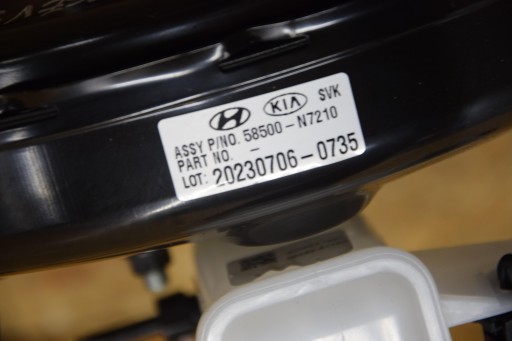 KIA SVK
ASSY P/NO. 58500-N7210
PART NO. -
LOT: 20230706-0735